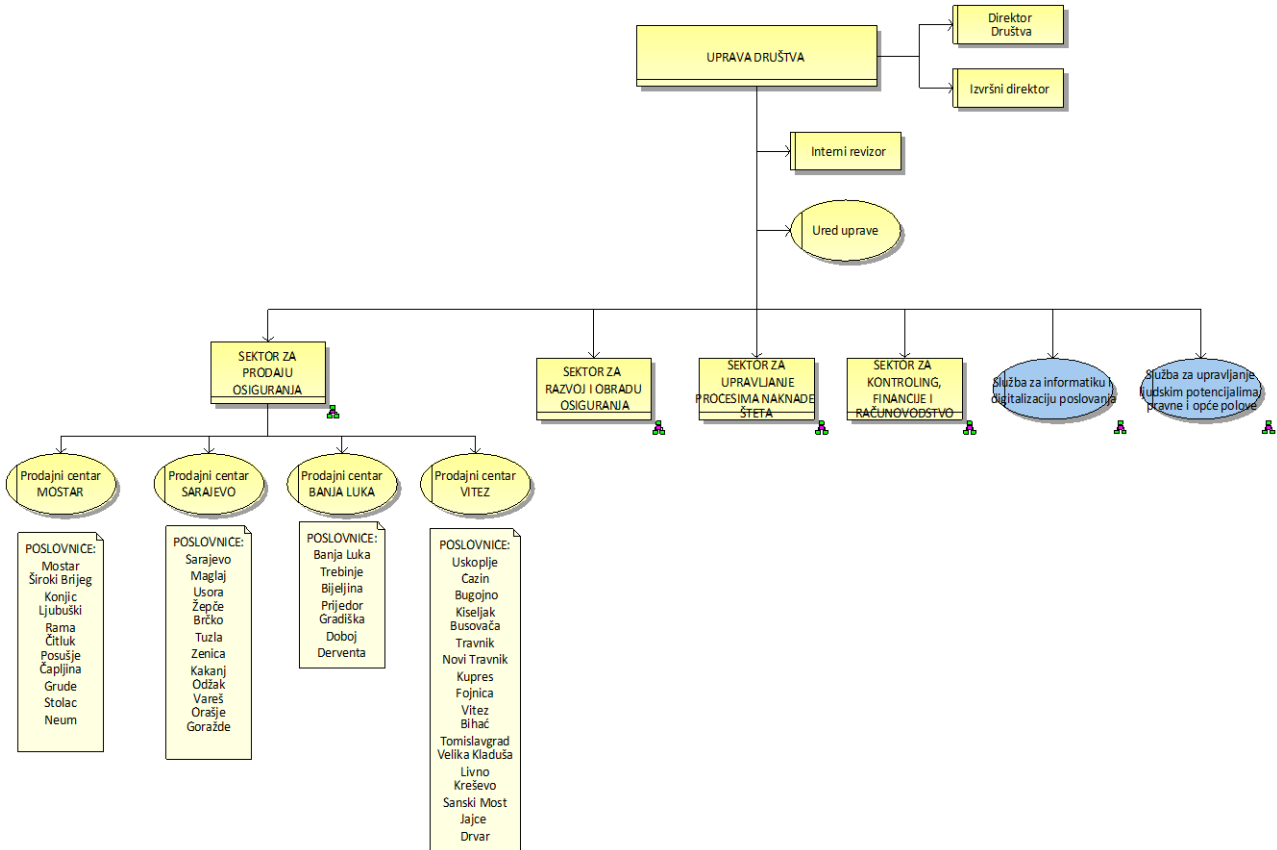 Direktor
Društva
UPRAVA DRUŠTVA
Izvršni direktor
Interni revizor
Ured uprave
SEKTOR ZA
PRODAJU
OSIGURANJA
SEKTOR ZA
RAZVOJ I OBRADU
OSIGURANJA
SEKTOR ZA
UPRAVLJANJE
PROCESIMA NAKNADE
ŠTETA
SEKTOR ZA
KONTROLING,
FINANCIJE I
RAČUNOVODSTVO
Služba za informatiku i
digitalizaciju poslovanja
Služba za upravljanje
ljudskim potencijalima,
pravne i opće polove
Prodajni centar
MOSTAR
Prodajni centar
SARAJEVO
Prodajni centar
BANJA LUKA
Prodajni centar
VITEZ
POSLOVNICE:
Mostar
Široki Brijeg
Konjic
Ljubuški
Rama
Čitluk
Posušje
Čapljina
Grude
Stolac
Neum
POSLOVNICE:
Sarajevo
Maglaj
Usora
Žepče
Brčko
Tuzla
Zenica
Kakanj
Odžak
Vareš
Orašje
Goražde
POSLOVNICE:
Banja Luka
Trebinje
Bijeljina
Prijedor
Gradiška
Doboj
Derventa
POSLOVNICE:
Uskoplje
Cazin
Bugojno
Kiseljak
Busovača
Travnik
Novi Travnik
Kupres
Fojnica
Vitez
Bihać
Tomislavgrad
Velika Kladuša
Livno
Kreševo
Sanski Most
Jajce
Drvar